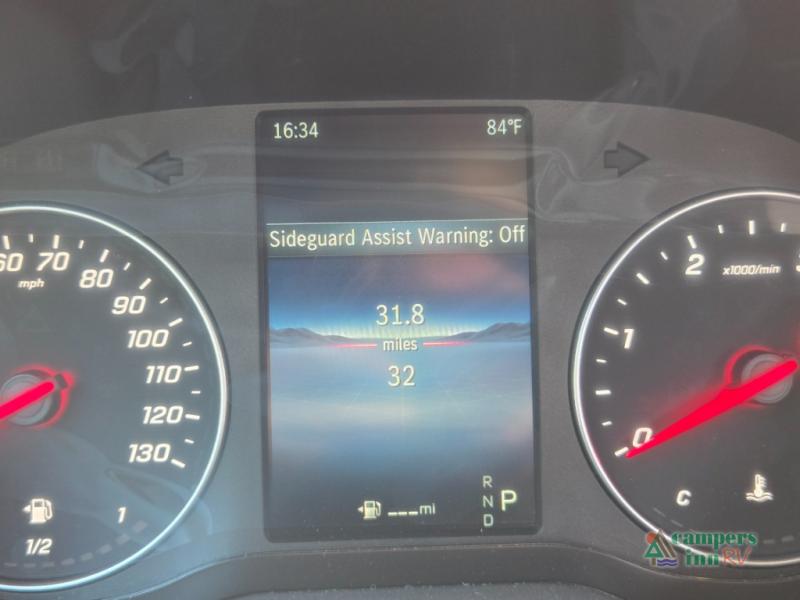 16:34 84°F
Sideguard Assist Warning: Off
31.8
miles
32
---mi
R
N P
D
60 70 80 90 100 110 120 130
mph
1/2 1
0 1 2 3
x1000/min
C
campers
inn RV